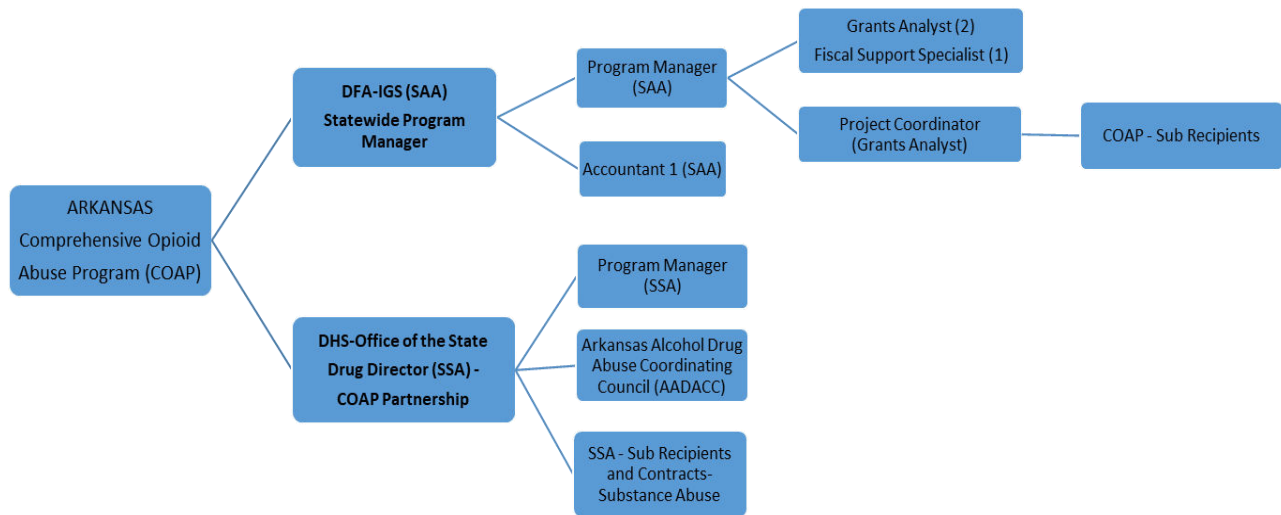 ARKANSAS
Comprehensive Opioid
Abuse Program (COAP)
DFA-IGS (SAA)
Statewide Program
Manager
Program Manager
(SAA)
Grants Analyst (2)
Fiscal Support Specialist (1)
Project Coordinator
(Grants Analyst)
COAP - Sub Recipients
Accountant 1 (SAA)
DHS-Office of the State
Drug Director (SSA) -
COAP Partnership
Program Manager
(SSA)
Arkansas Alcohol Drug
Abuse Coordinating
Council (AADACC)
SSA - Sub Recipients
and Contracts-
Substance Abuse